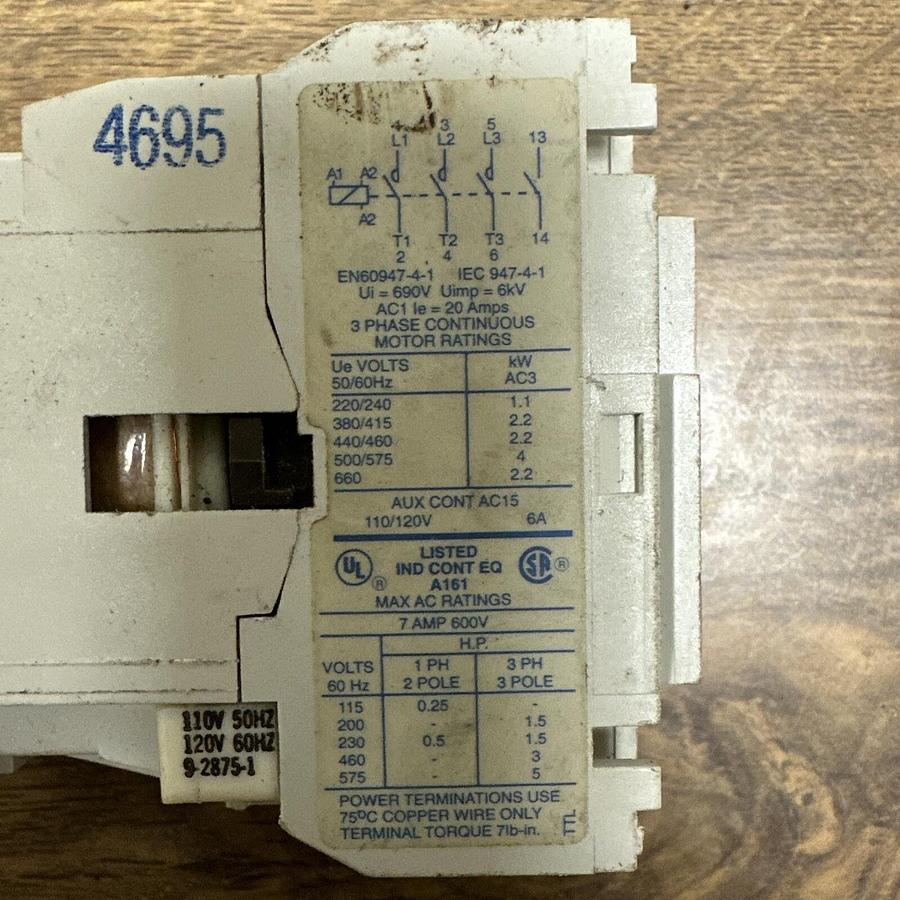 4695
1 3 5
L1 L2 L3 13
A1 A2
A2
T1 T2 T3 14
2 4 6
EN60947-4-1 IEC 947-4-1
Ui = 690V Uimp = 6kV
AC1 Ie = 20 Amps
3 PHASE CONTINUOUS
MOTOR RATINGS
Ue VOLTS kW
50/60Hz AC3
220/240 1.1
380/415 2.2
440/460 2.2
500/575 4
660 2.2
AUX CONT AC15
110/120V 6A
UL ® LISTED SA ®
IND CONT EQ
A161
MAX AC RATINGS
7 AMP 600V
H.P.
VOLTS 1 PH 3 PH
60 Hz 2 POLE 3 POLE
115 0.25 -
200 - 1.5
230 0.5 1.5
460 - 3
575 - 5
POWER TERMINATIONS USE
75ºC COPPER WIRE ONLY
TERMINAL TORQUE 7lb-in.
TTL
110V 50HZ
120V 60HZ
9-2875-1